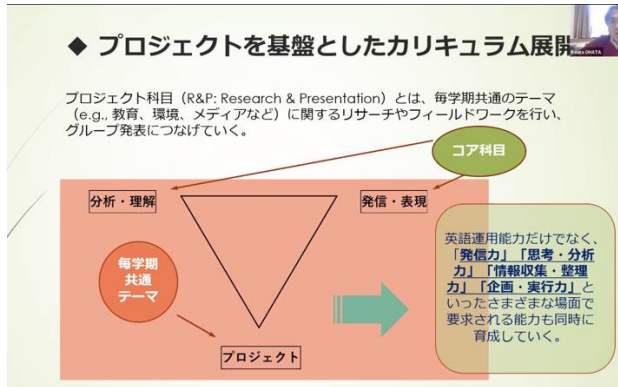 ◆ プロジェクトを基盤としたカリキュラム展開
プロジェクト科目（R&P: Research & Presentation）とは、毎学期共通のテーマ
（e.g., 教育、環境、メディアなど）に関するリサーチやフィールドワークを行い、
グループ発表につなげていく。
コア科目
分析・理解
発信・表現
毎学期
共通
テーマ
プロジェクト
英語運用能力だけでなく、
「発信力」「思考・分析
力」「情報収集・整理
力」「企画・実行力」と
いったさまざまな場面で
要求される能力も同時に
育成していく。